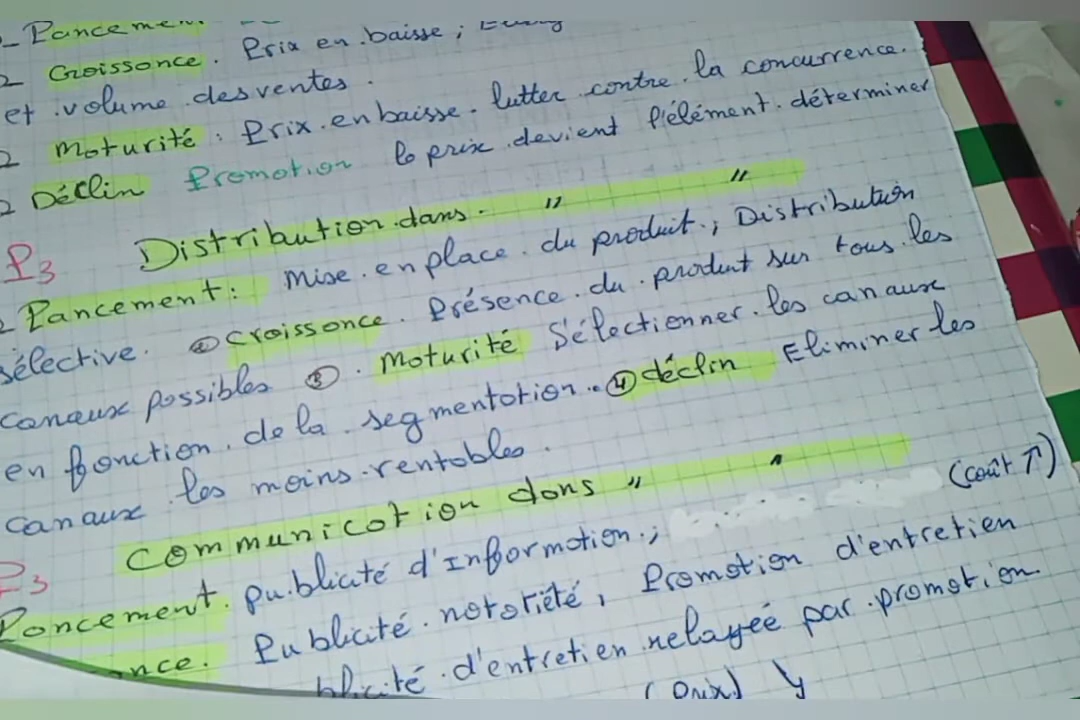 Lancement
2 Croissance. Prix en baisse;
et volume des ventes.
2 Maturité: Prix en baisse. lutter contre la concurrence.
2 Déclin Promotion le prix devient l'élément déterminer
P3 Distribution dans " "
Lancement: Mise en place du produit; Distribution
sélective. ② Croissance. Présence du produit sur tous les
canaux possibles ③. Maturité Sélectionner les canaux
en fonction de la segmentation. ④ déclin Eliminer les
canaux les moins rentables.
P3 Communication dans " "
Lancement. publicité d'Information; (coût ↑)
nce. Publicité notoriété, Promotion d'entretien
blicité d'entretien relayée par promotion
(Prix)